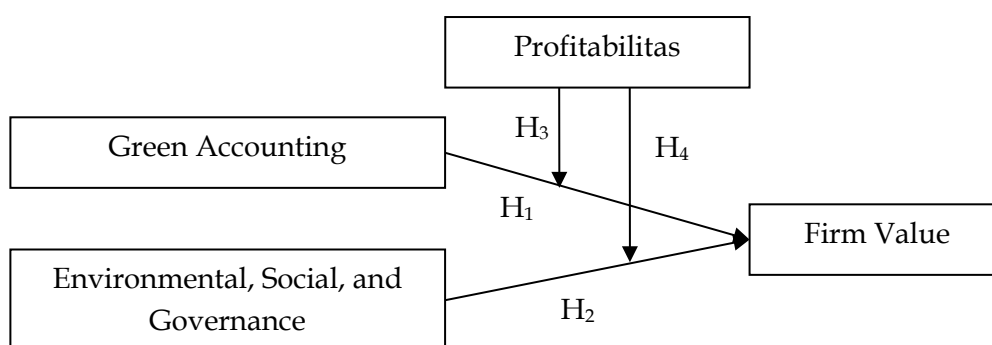 Profitabilitas
H₃
H₄
Green Accounting
H₁
Firm Value
Environmental, Social, and
Governance
H₂